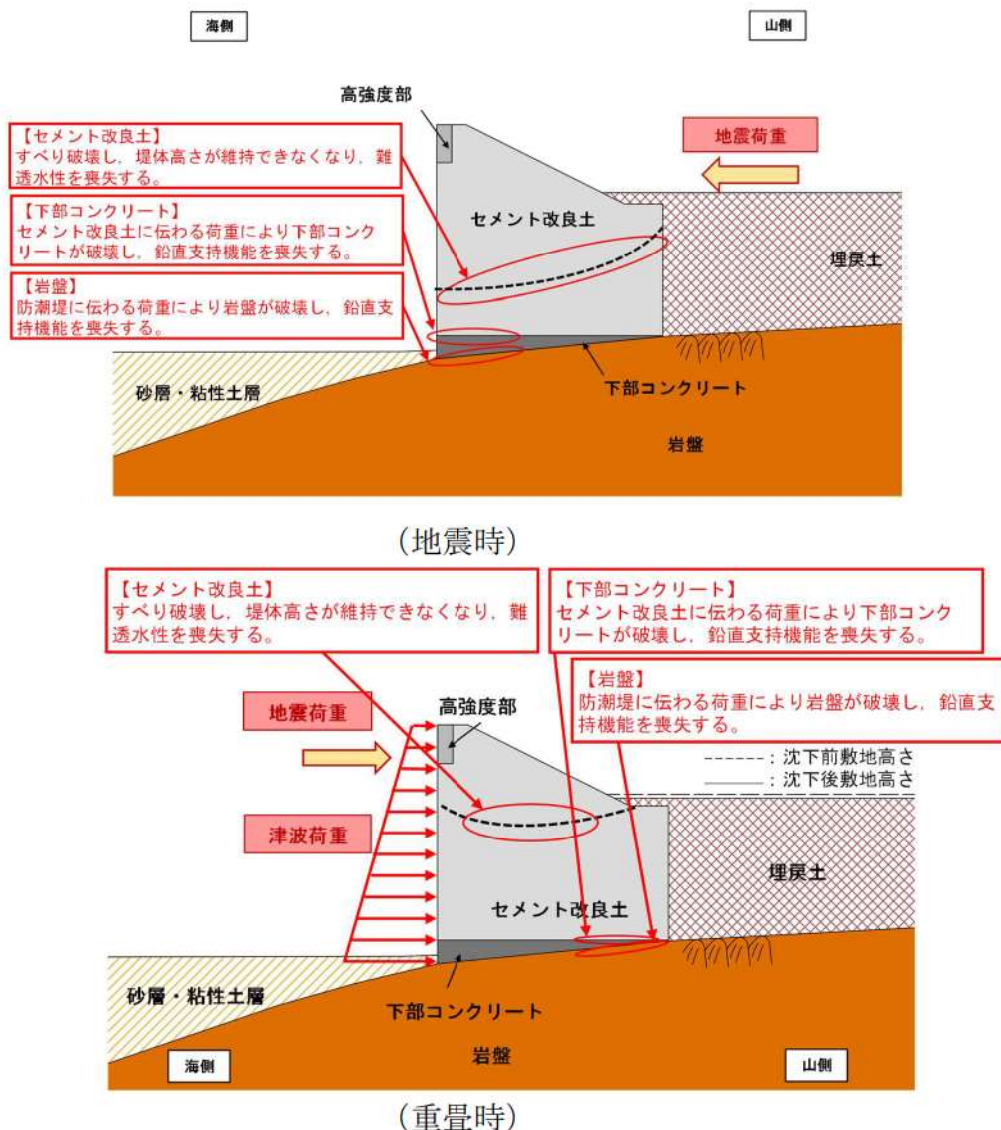 海側
山側
高強度部
【セメント改良土】
すべり破壊し，堤体高さが維持できなくなり，難
透水性を喪失する。
地震荷重
【下部コンクリート】
セメント改良土に伝わる荷重により下部コンク
リートが破壊し，鉛直支持機能を喪失する。
セメント改良土
埋戻土
【岩盤】
防潮堤に伝わる荷重により岩盤が破壊し，鉛直支
持機能を喪失する。
砂層・粘性土層
下部コンクリート
岩盤
（地震時）
【セメント改良土】
すべり破壊し，堤体高さが維持できなくなり，難
透水性を喪失する。
【下部コンクリート】
セメント改良土に伝わる荷重により下部コンク
リートが破壊し，鉛直支持機能を喪失する。
【岩盤】
防潮堤に伝わる荷重により岩盤が破壊し，鉛直支
持機能を喪失する。
地震荷重
高強度部
：沈下前敷地高さ
：沈下後敷地高さ
津波荷重
埋戻土
セメント改良土
砂層・粘性土層
下部コンクリート
岩盤
海側
山側
（重畳時）